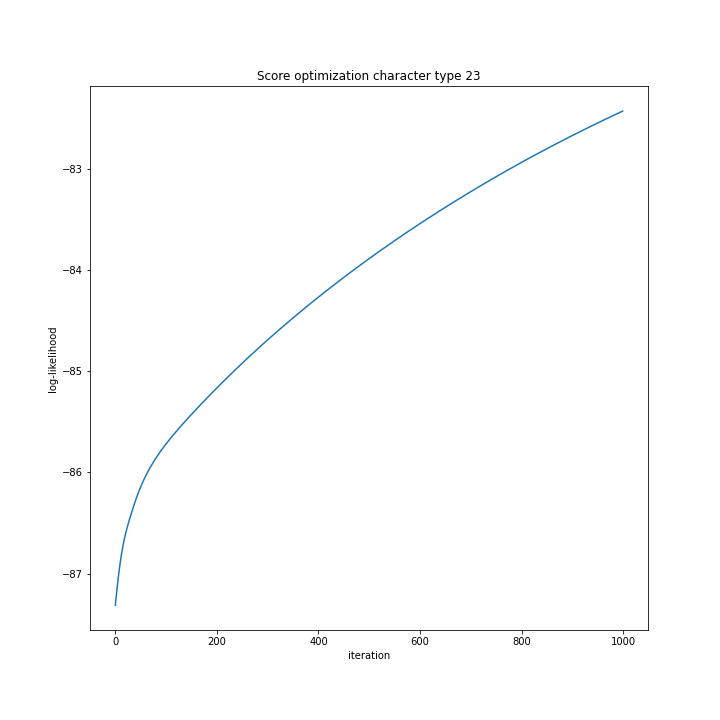 Score optimization character type 23
log-likelihood
−83
−84
−85
−86
−87
0 200 400 600 800 1000
iteration